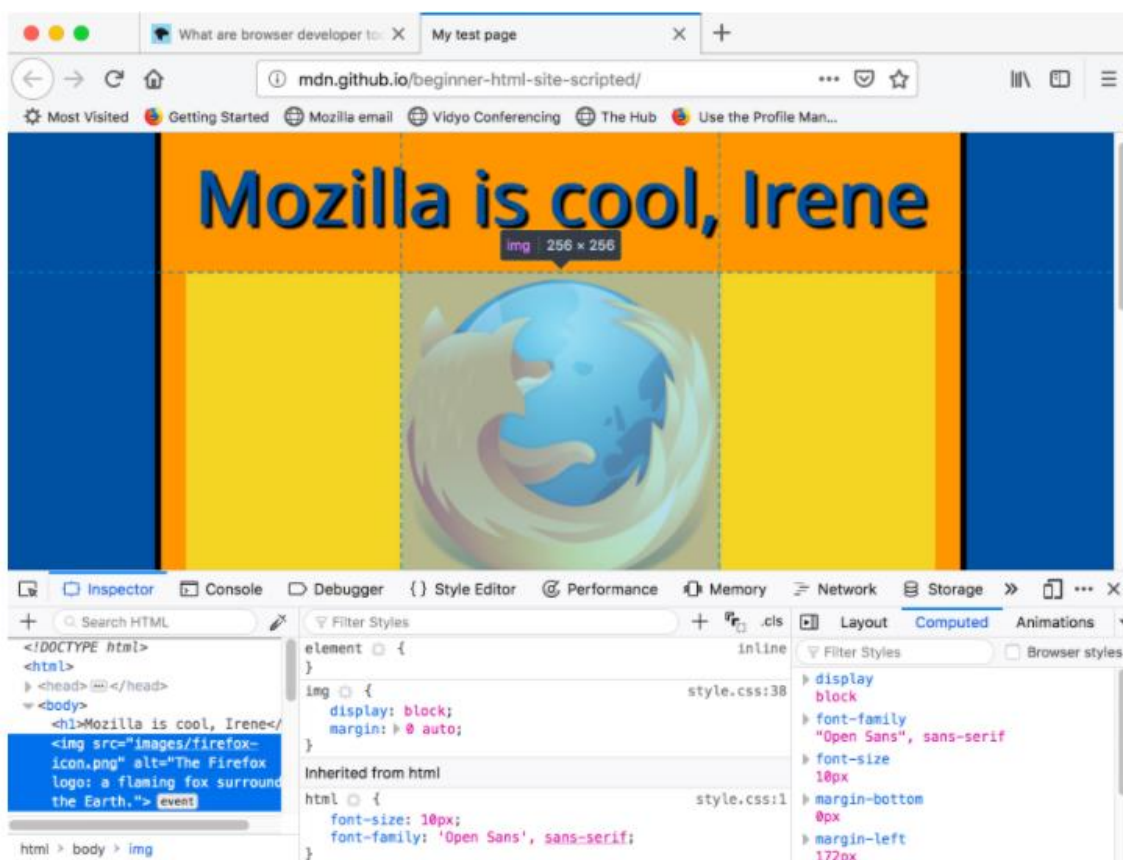 What are browser developer to
My test page
mdn.github.io/beginner-html-site-scripted/
Most Visited Getting Started Mozilla email Vidyo Conferencing The Hub Use the Profile Man...
Mozilla is cool, Irene
img 256 × 256
Inspector Console Debugger {} Style Editor Performance Memory Network Storage
Search HTML
<!DOCTYPE html>
<html>
<head> </head>
<body>
<h1>Mozilla is cool, Irene</
<img src="images/firefox-
icon.png" alt="The Firefox
logo: a flaming fox surround
the Earth."> event
html > body > img
Filter Styles
.cls
element {
inline
}
img {
style.css:38
display: block;
margin: 0 auto;
}
Inherited from html
html {
style.css:1
font-size: 10px;
font-family: 'Open Sans', sans-serif;
}
Layout Computed Animations
Filter Styles
Browser styles
display
block
font-family
"Open Sans", sans-serif
font-size
10px
margin-bottom
0px
margin-left
172px